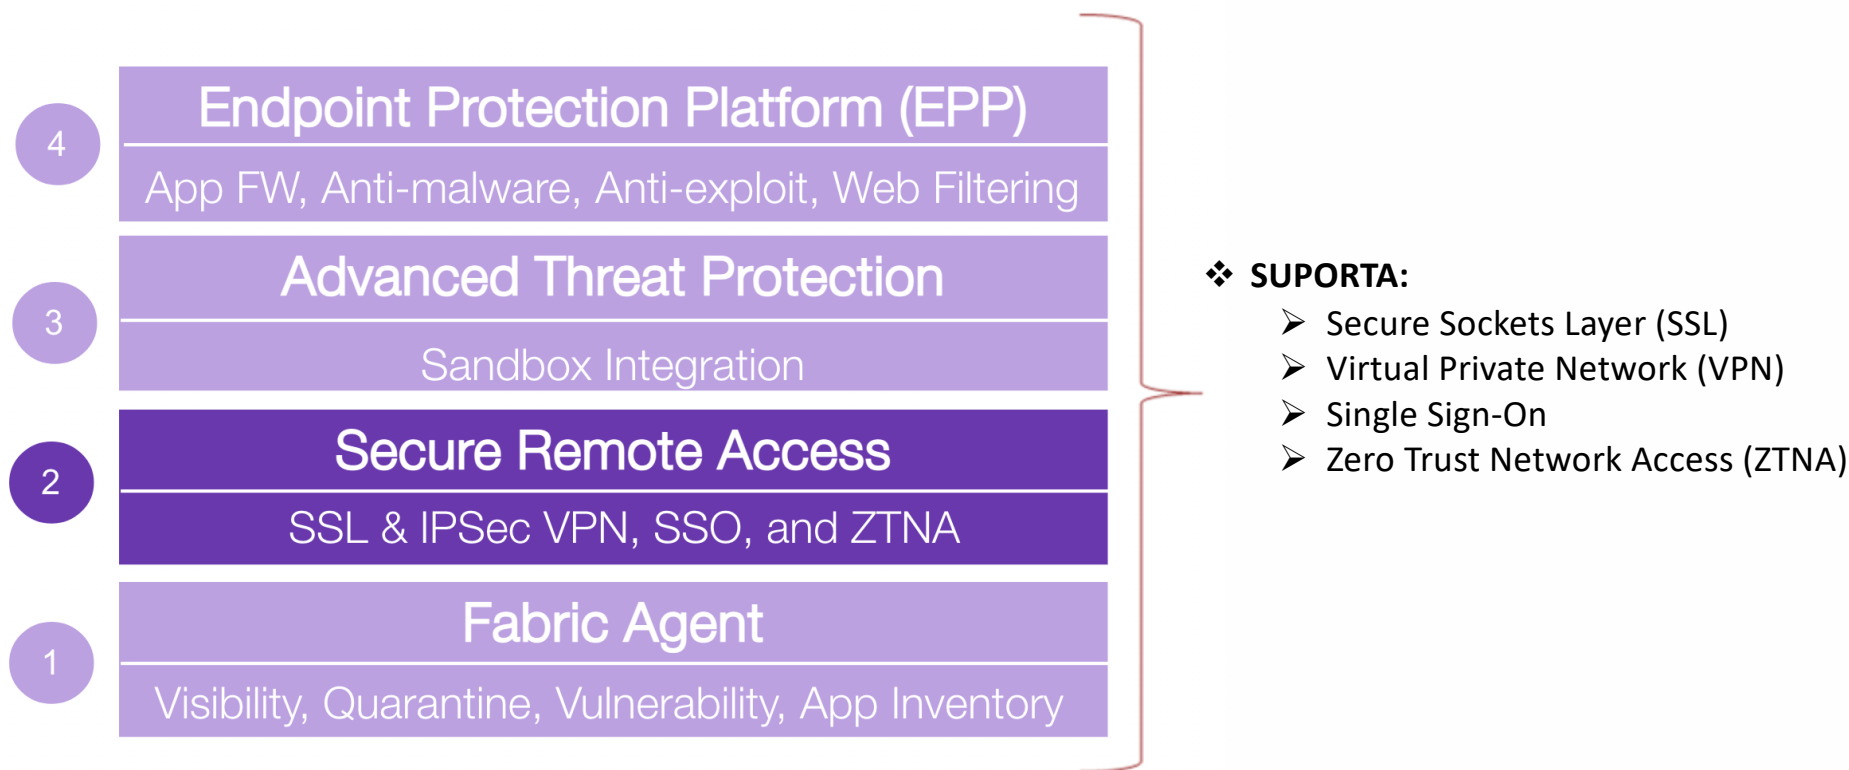 4
Endpoint Protection Platform (EPP)
App FW, Anti-malware, Anti-exploit, Web Filtering
3
Advanced Threat Protection
Sandbox Integration
2
Secure Remote Access
SSL & IPSec VPN, SSO, and ZTNA
1
Fabric Agent
Visibility, Quarantine, Vulnerability, App Inventory
❖ SUPORTA:
➢ Secure Sockets Layer (SSL)
➢ Virtual Private Network (VPN)
➢ Single Sign-On
➢ Zero Trust Network Access (ZTNA)